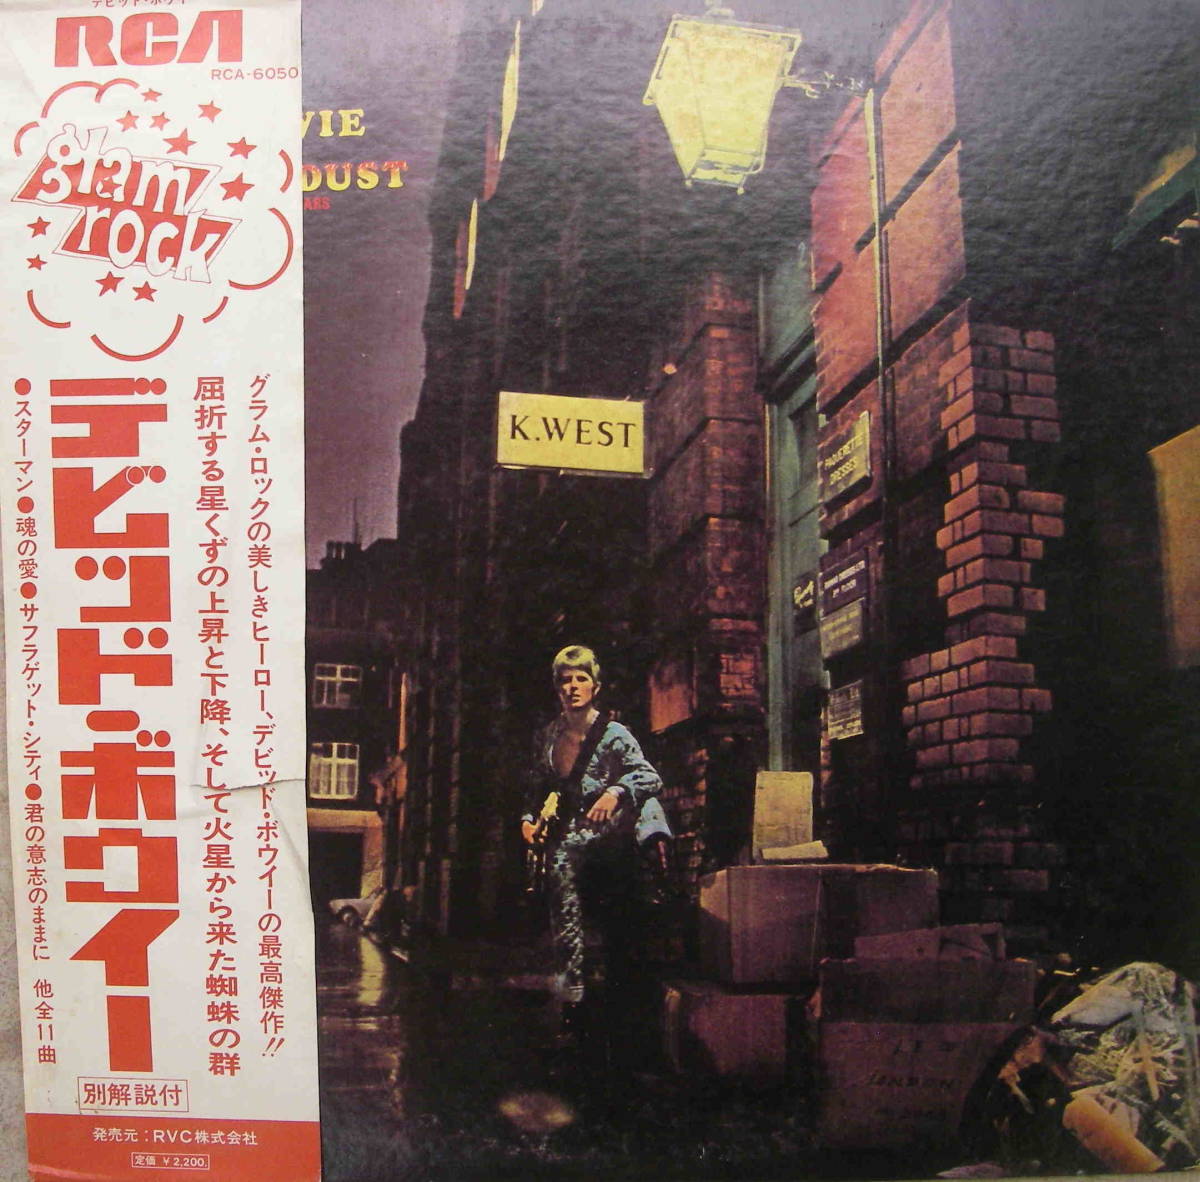 デビッド・ボウイ
RCA
RCA-6050
glam
rock
グラム・ロックの美しきヒーロー、デビッド・ボウイーの最高傑作!!
屈折する星くずの上昇と下降、そして火星から来た蜘蛛の群
デビッド・ボウイー
●スターマン●魂の愛●サフラゲット・シティ●君の意志のままに 他全11曲
別解説付
発売元:RVC株式会社
定価 ¥2,200.
VIE
DUST
ARS
K.WEST
PAQUERETTE
DRESSES
LONDON